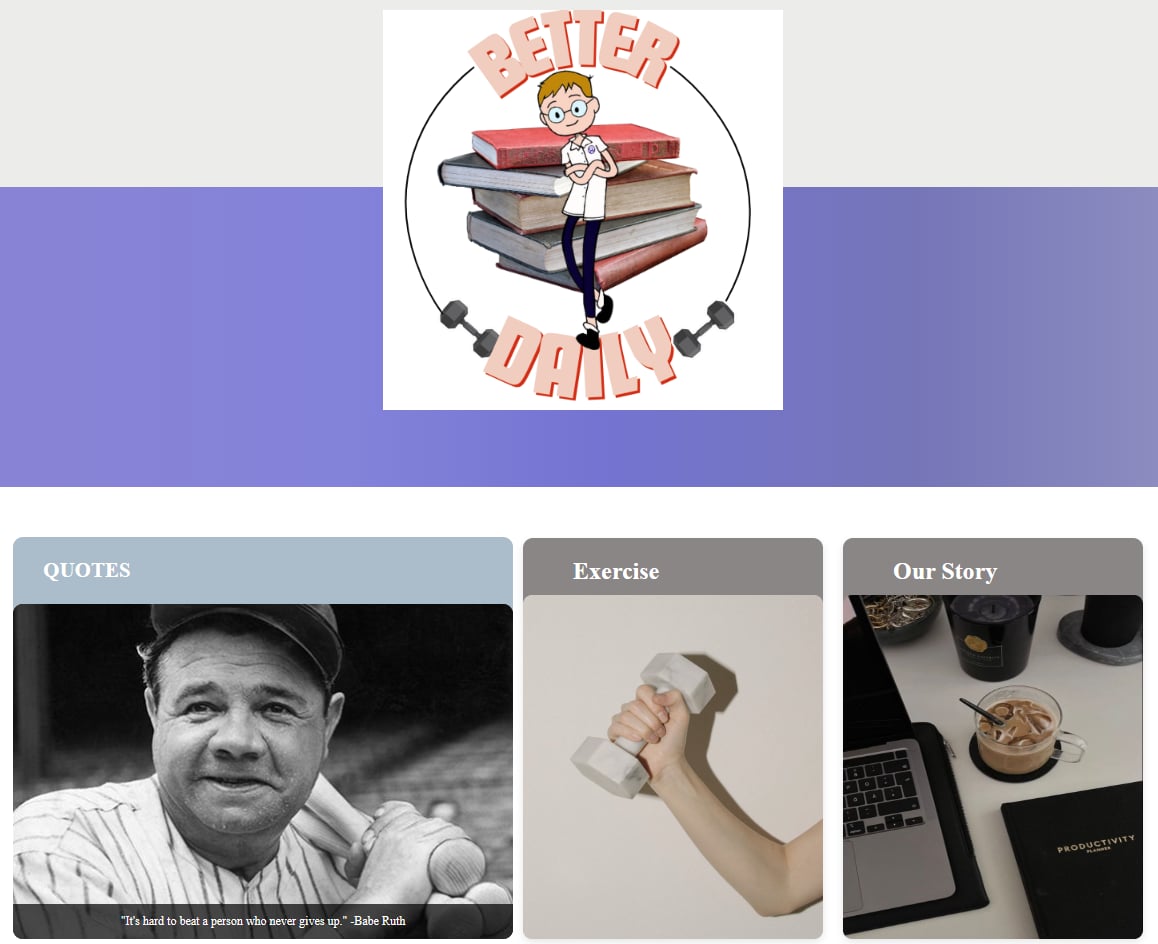 BETTER
DAILY
QUOTES
Exercise
Our Story
PRODUCTIVITY
PLANNER
"It's hard to beat a person who never gives up." -Babe Ruth